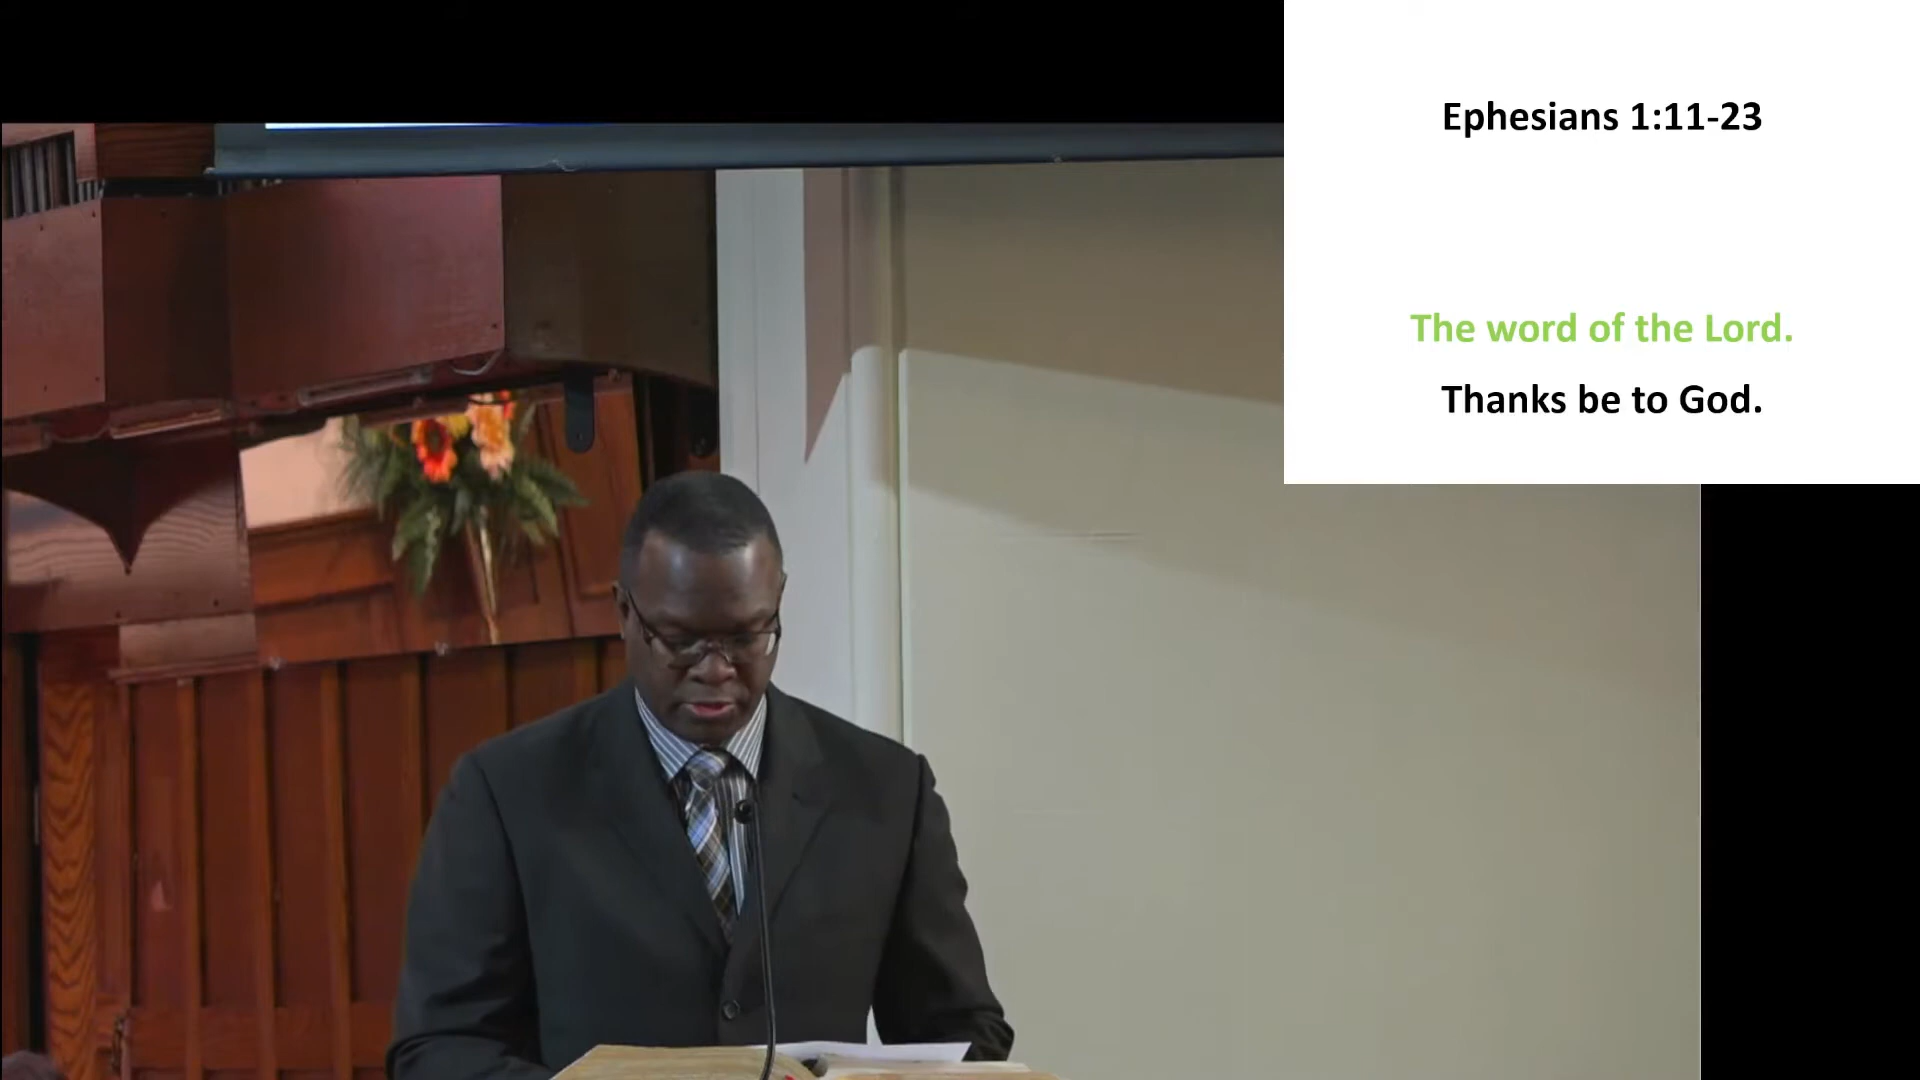 Ephesians 1:11-23
The word of the Lord.
Thanks be to God.